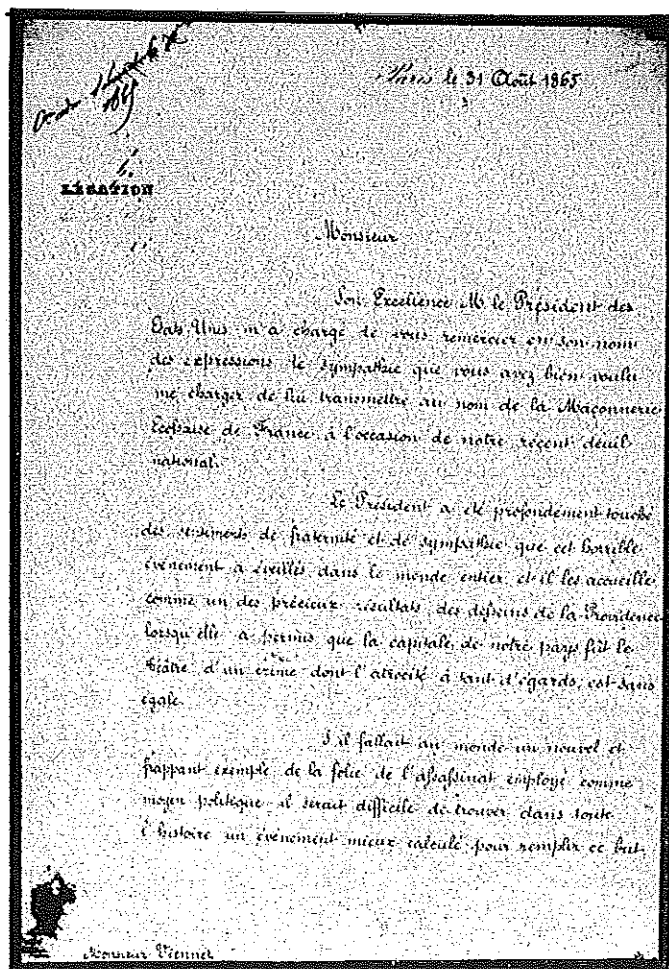 Paris le 31 Août 1865
1865
LÉGATION
Monsieur
Son Excellence M le Président des
Etats Unis m'a chargé de vous remercier en son nom
des expressions de sympathie que vous avez bien voulu
me charger de lui transmettre au nom de la Maçonnerie
Ecossaise de France à l'occasion de notre récent deuil
national.
Le Président a été profondément touché
des sentiments de fraternité et de sympathie que cet horrible
évènement a éveillés dans le monde entier, et il les accueille
comme un des précieux résultats des desseins de la Providence
lorsqu'elle a permis que la capitale de notre pays fût le
théâtre d'un crime dont l'atrocité à tant d'égards, est sans
égale.
S'il fallait au monde un nouvel et
frappant exemple de la folie de l'assassinat employé comme
moyen politique il serait difficile de trouver dans toute
l'histoire un évènement mieux calculé pour remplir ce but
Monsieur Viennet